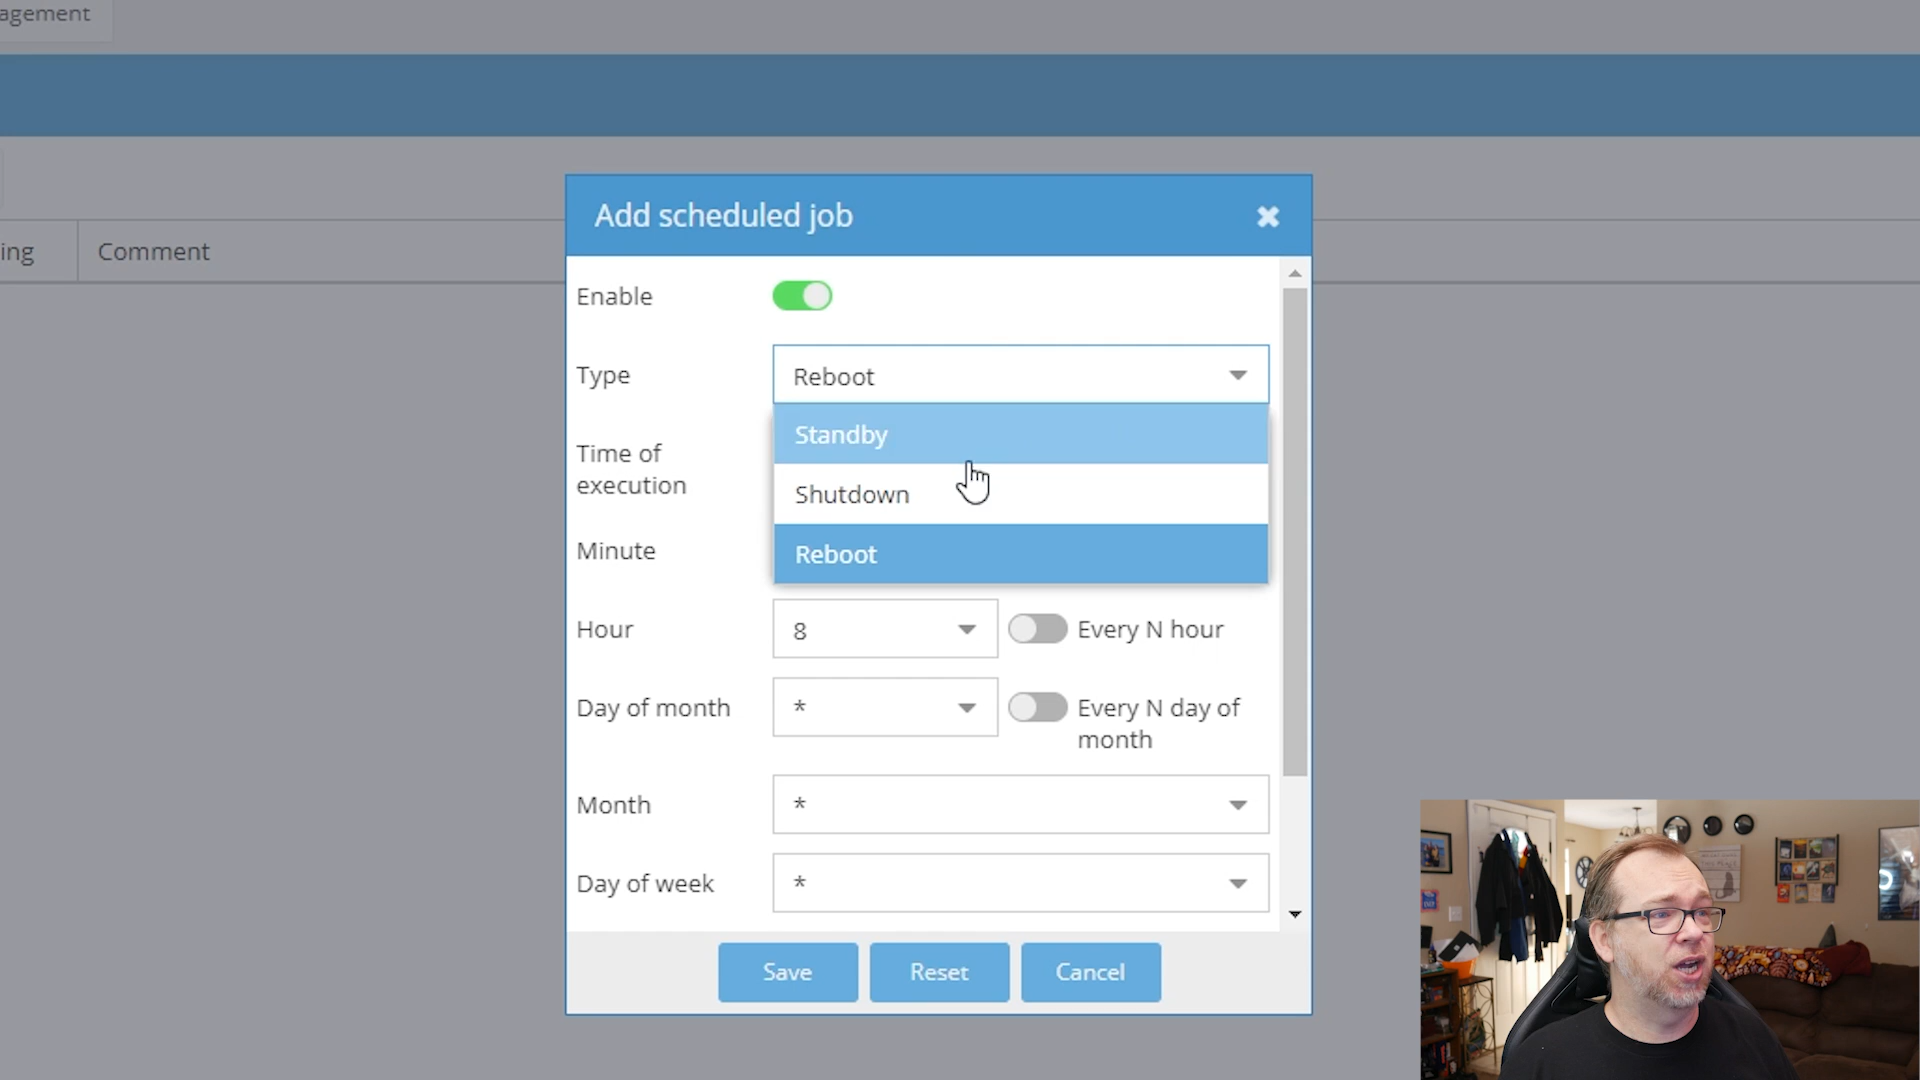 agement
Add scheduled job
ing
Comment
Enable
Type
Reboot
Standby
Time of
execution
Shutdown
Minute
Reboot
Hour
8
Every N hour
Day of month
*
Every N day of
month
Month
*
Day of week
*
Save
Reset
Cancel